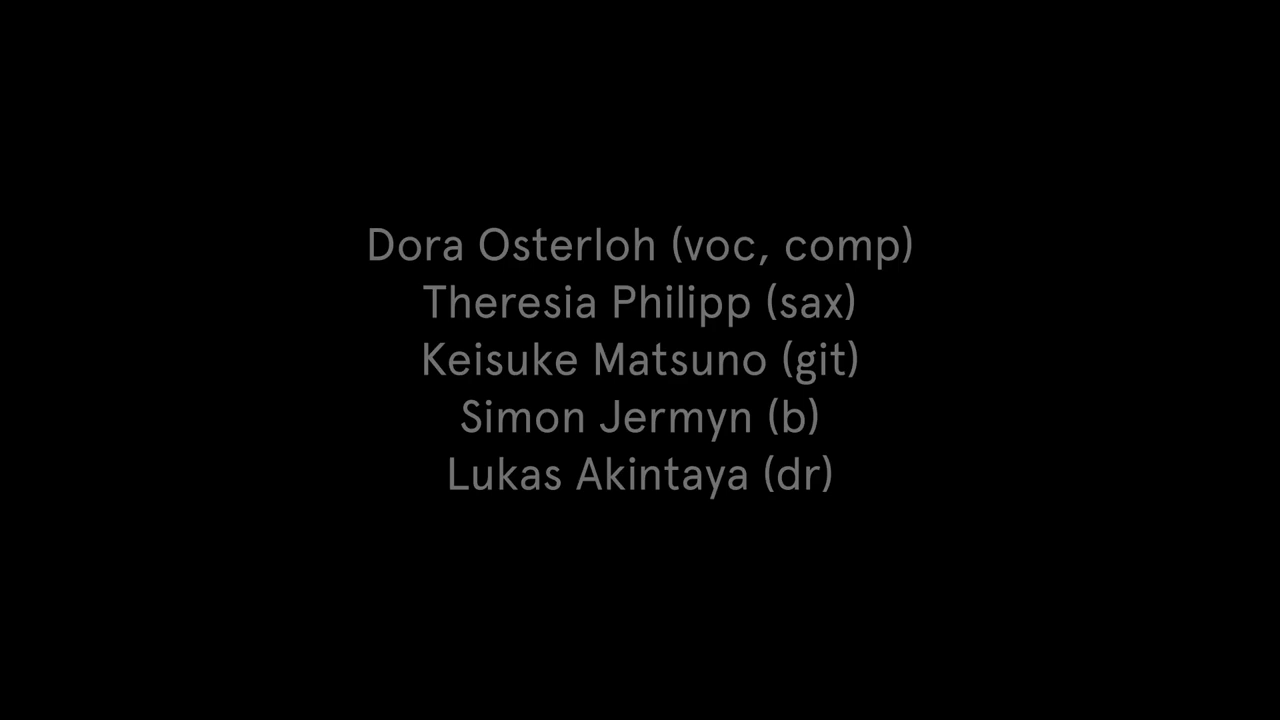 Dora Osterloh (voc, comp)
Theresia Philipp (sax)
Keisuke Matsuno (git)
Simon Jermyn (b)
Lukas Akintaya (dr)